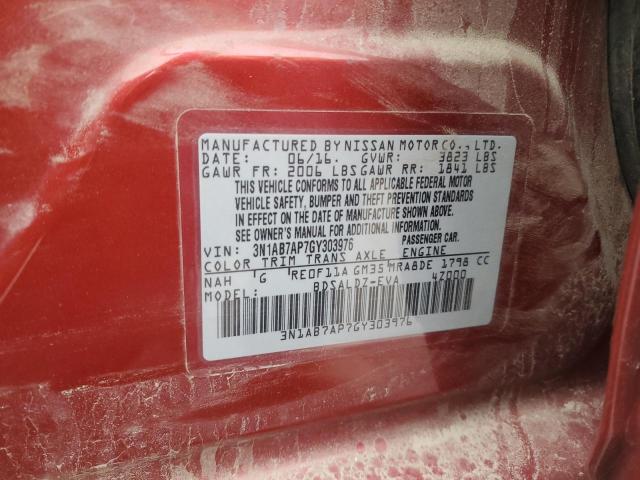 MANUFACTURED BY NISSAN MOTOR CO., LTD.
DATE: 06/16. GVWR: 3823 LBS
GAWR FR: 2006 LBS GAWR RR: 1841 LBS
THIS VEHICLE CONFORMS TO ALL APPLICABLE FEDERAL MOTOR
VEHICLE SAFETY, BUMPER AND THEFT PREVENTION STANDARDS
IN EFFECT ON THE DATE OF MANUFACTURE SHOWN ABOVE.
SEE OWNER'S MANUAL FOR ADDITIONAL INFORMATION.
VIN: 3N1AB7AP7GY303976 PASSENGER CAR.
COLOR TRIM TRANS AXLE ENGINE
NAH G RE0F11A GM35 MRA8DE 1798 CC
MODEL: BDSALDZ-EVA 4Z000
3N1AB7AP7GY303976